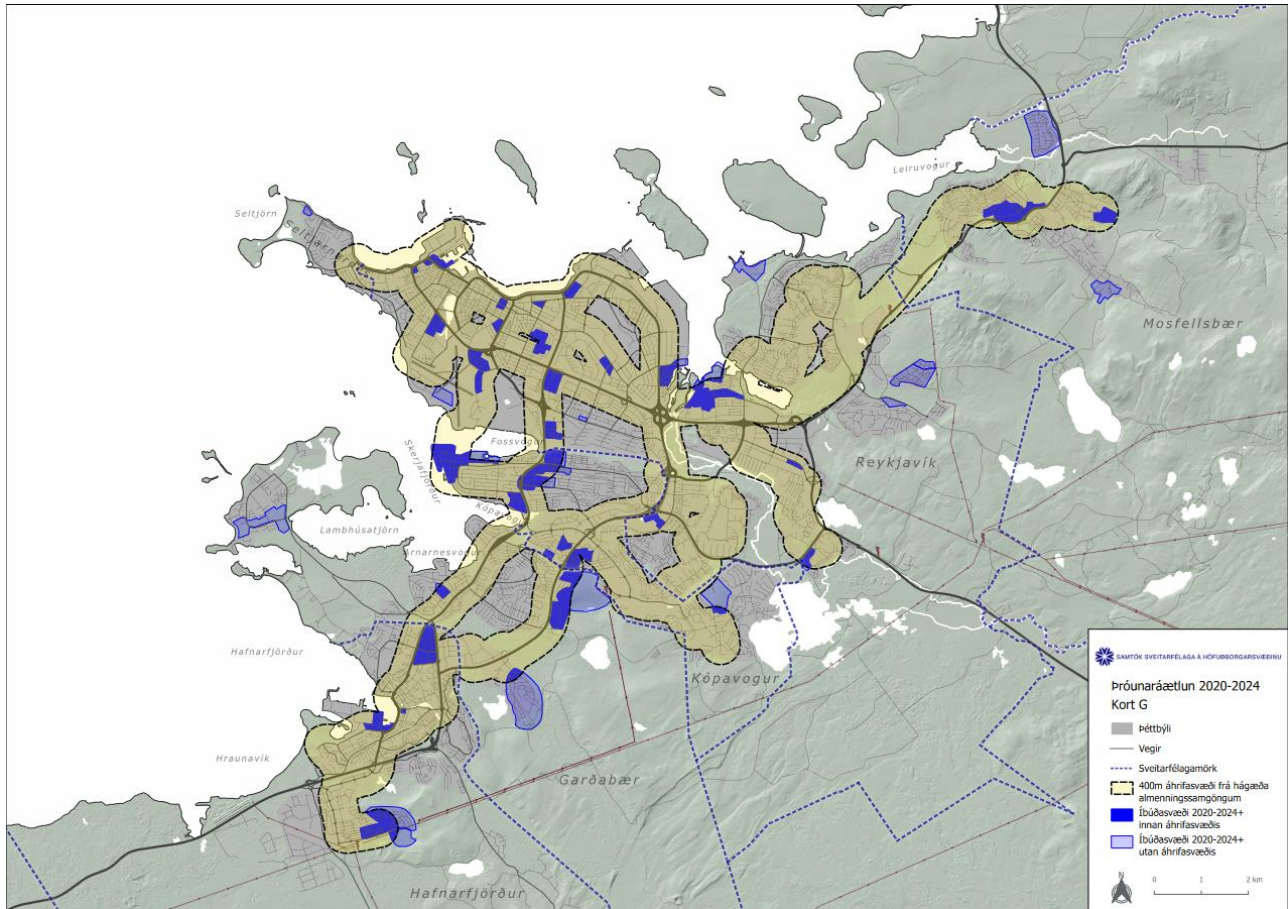 Leiruvogur
Seltjörn
Seltjarnarnes
Mosfellsbær
Fossvogur
Reykjavík
Skerjafjörður
Kópavogur
Lambhúsatjörn
Arnarnesvogur
Hafnarfjörður
Kópavogur
Hraunavík
Garðabær
Hafnarfjörður
SAMTÖK SVEITARFÉLAGA Á HÖFUÐBORGARSVÆÐINU
Þróunaráætlun 2020-2024
Kort G
Þéttbýli
Vegir
Sveitarfélagamörk
400m áhrifasvæði frá hágæða
almenningssamgöngum
Íbúðasvæði 2020-2024+
innan áhrifasvæðis
Íbúðasvæði 2020-2024+
utan áhrifasvæðis
N
0 1 2 km